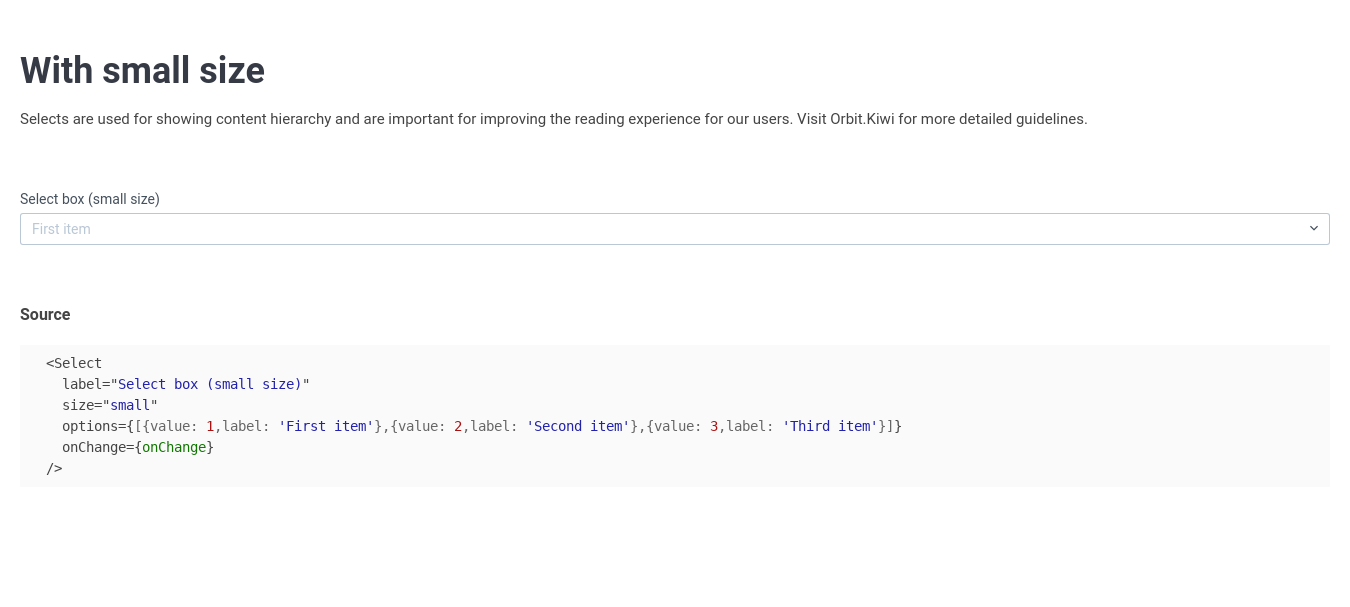 With small size
Selects are used for showing content hierarchy and are important for improving the reading experience for our users. Visit Orbit.Kiwi for more detailed guidelines.
Select box (small size)
First item
Source
<Select
label="Select box (small size)"
size="small"
options={[{value: 1,label: 'First item'},{value: 2,label: 'Second item'},{value: 3,label: 'Third item'}]}
onChange={onChange}
/>